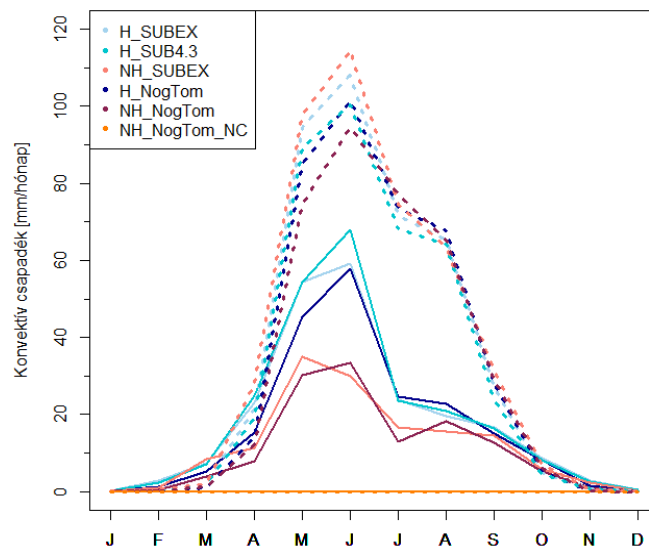 H_SUBEX
H_SUB4.3
NH_SUBEX
H_NogTom
NH_NogTom
NH_NogTom_NC
Konvektív csapadék [mm/hónap]
120
100
80
60
40
20
0
J F M A M J J A S O N D